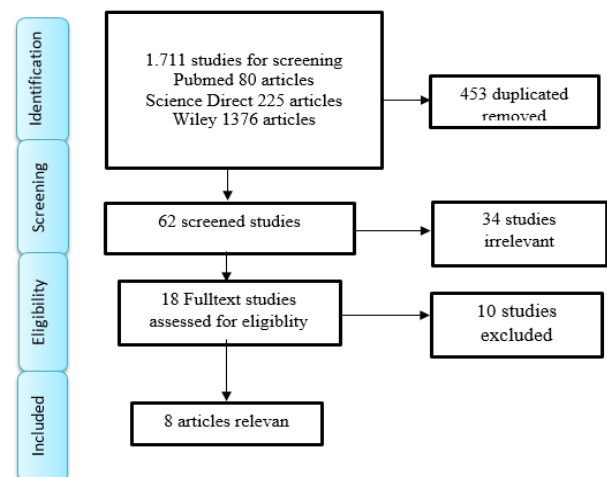 Identification
1.711 studies for screening
Pubmed 80 articles
Science Direct 225 articles
Wiley 1376 articles
453 duplicated
removed
Screening
62 screened studies
34 studies
irrelevant
Eligibility
18 Fulltext studies
assessed for eligiblity
10 studies
excluded
Included
8 articles relevan